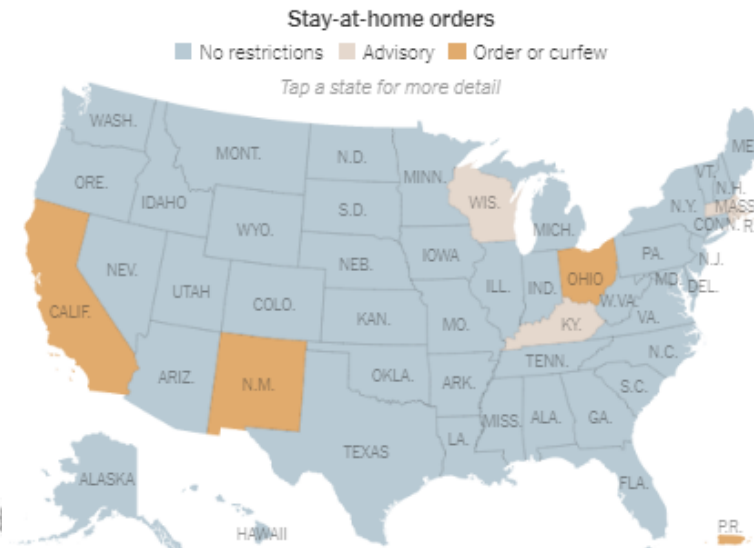 Stay-at-home orders
No restrictions Advisory Order or curfew
Tap a state for more detail
WASH.
MONT.
N.D.
MINN.
ME
VT.
N.H.
ORE.
IDAHO
S.D.
WIS.
N.Y.
MASS
CONN.
R
WYO.
MICH.
NEV.
NEB.
IOWA
PA.
N.J.
UTAH
COLO.
ILL.
IND.
OHIO
MD.
DEL.
W.VA.
VA.
CALIF.
KAN.
MO.
KY.
N.C.
ARIZ.
N.M.
OKLA.
ARK.
TENN.
S.C.
TEXAS
LA.
MISS.
ALA.
GA.
ALASKA
HAWAII
FLA.
P.R.